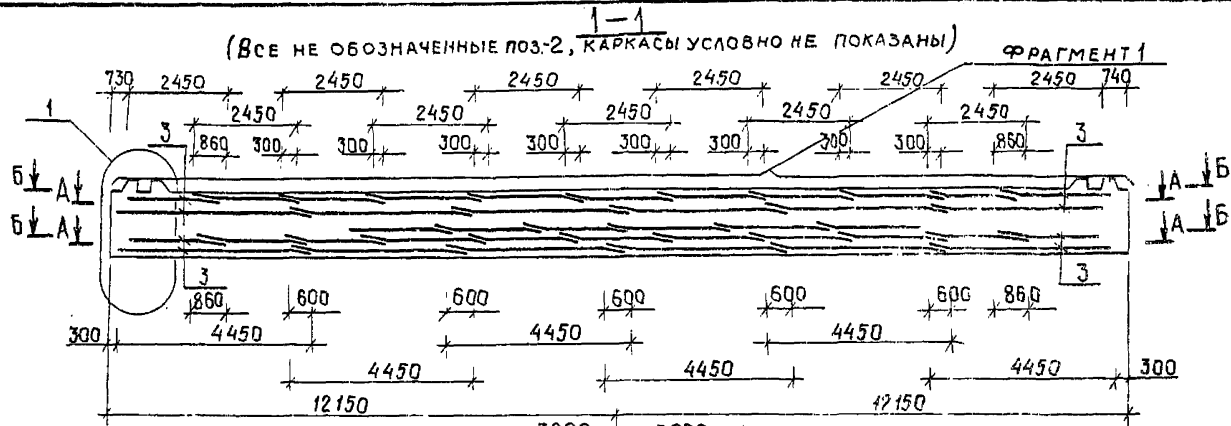 1-1
(ВСЕ НЕ ОБОЗНАЧЕННЫЕ ПОЗ.-2, КАРКАСЫ УСЛОВНО НЕ ПОКАЗАНЫ)
ФРАГМЕНТ 1
730 2450 2450 2450 2450 2450 2450 740
1 2450 2450 2450 2450 2450
3 860 300 300 300 300 300 300 300 300 860 3
Б А А Б
Б А А Б
3 3
860 600 600 600 600 600 860
300 4450 4450 4450
4450 4450 4450 300
12150 12150